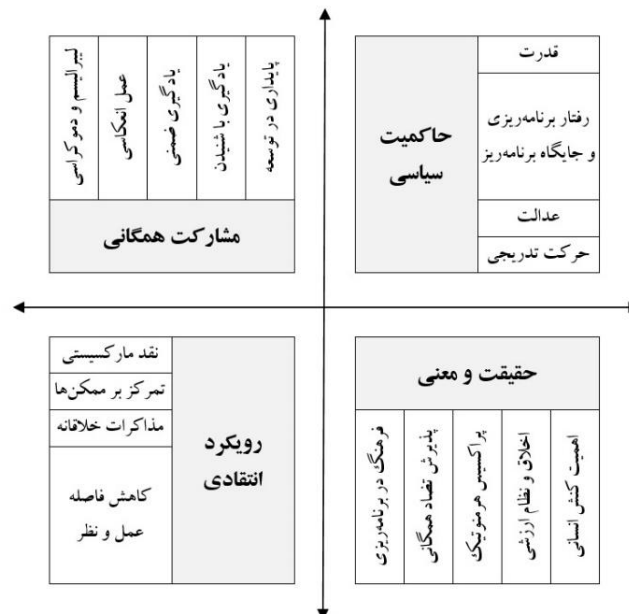 حاکمیت
سیاسی
قدرت
رفتار برنامه‌ریزی
و جایگاه برنامه‌ریز
عدالت
حرکت تدریجی
پایداری در توسعه
یادگیری با شنیدن
یادگیری ضمنی
عمل انعکاسی
لیبرالیسم و دموکراسی
مشارکت همگانی
حقیقت و معنی
اهمیت کنش انسانی
اخلاق و نظام ارزشی
پراکسیس هرمنوتیک
پذیرش تضاد همگانی
فرهنگ در برنامه‌ریزی
رویکرد
انتقادی
نقد مارکسیستی
تمرکز بر ممکن‌ها
مذاکرات خلاقانه
کاهش فاصله
عمل و نظر